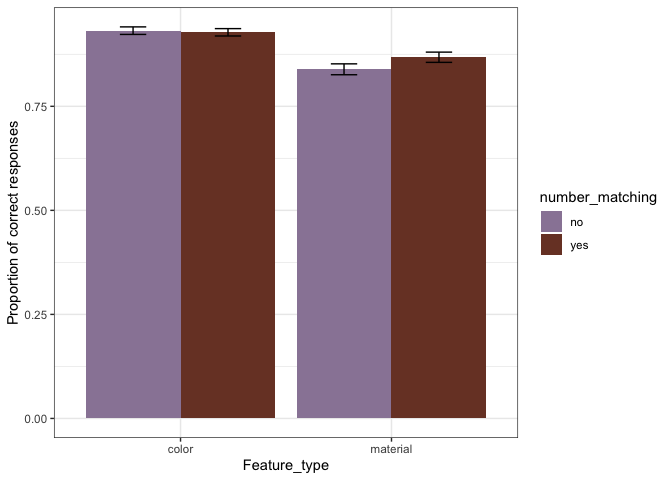 Proportion of correct responses
0.75
0.50
0.25
0.00
color
material
Feature_type
number_matching
no
yes